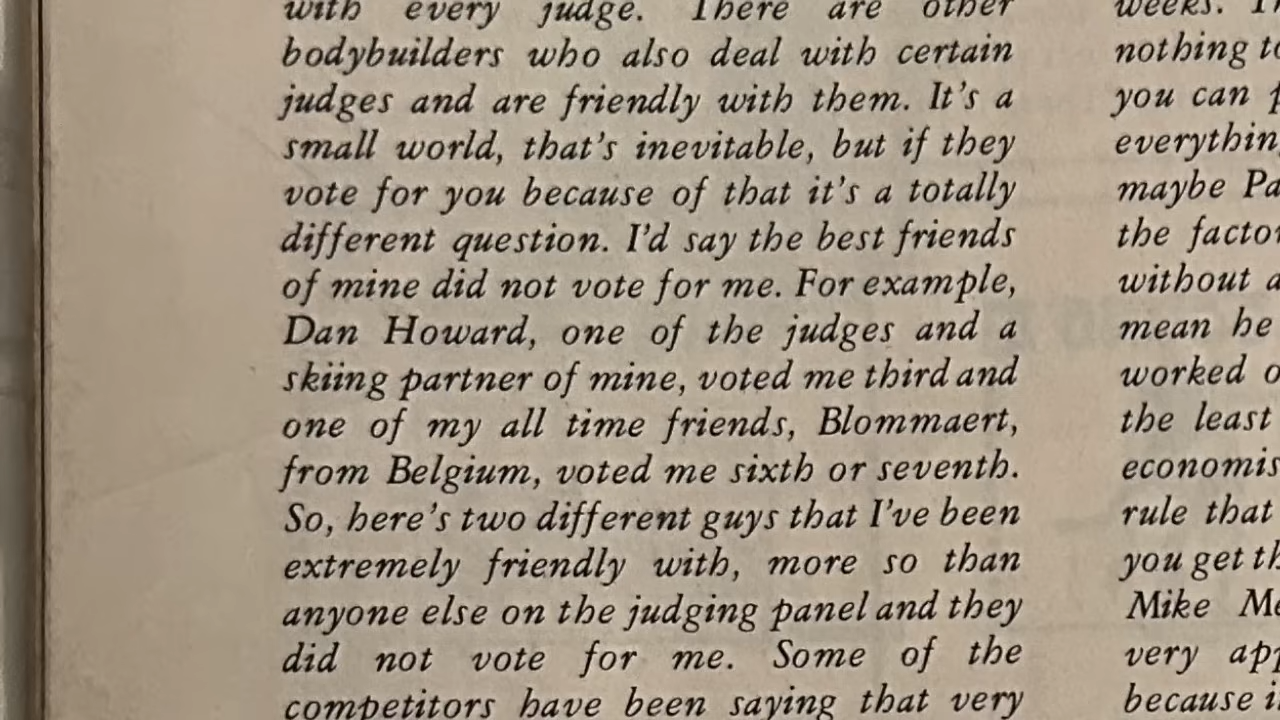 with every judge. There are other
bodybuilders who also deal with certain
judges and are friendly with them. It's a
small world, that's inevitable, but if they
vote for you because of that it's a totally
different question. I'd say the best friends
of mine did not vote for me. For example,
Dan Howard, one of the judges and a
skiing partner of mine, voted me third and
one of my all time friends, Blommaert,
from Belgium, voted me sixth or seventh.
So, here's two different guys that I've been
extremely friendly with, more so than
anyone else on the judging panel and they
did not vote for me. Some of the
competitors have been saying that very
weeks.
nothing
you can
maybe
the
without
mean he
worked
the least
rule that
you get
Mike
very
because